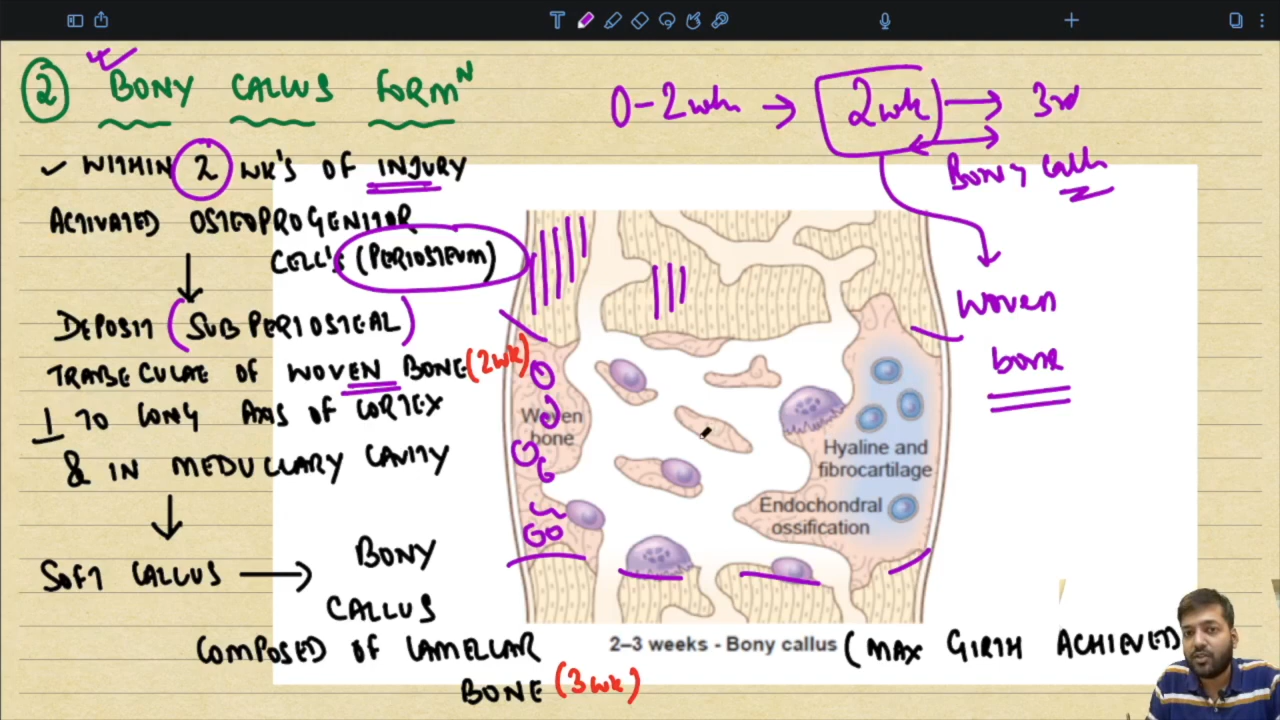 ② BONY CALLUS FORMᴺ
✓ WITHIN 2 WK'S OF INJURY
ACTIVATED OSTEOPROGENITOR
CELL'S (PERIOSTEUM)
↓
DEPOSIT (SUBPERIOSTEAL)
TRABECULAE OF WOVEN BONE (2wk)
⊥ TO LONG AXIS OF CORTEX
& IN MEDULLARY CAVITY
↓
SOFT CALLUS → BONY
CALLUS
COMPOSED OF LAMELLAR
BONE (3wk)
0-2wk → 2wk → 3rd
Bony Callus
Woven
bone
Woven
bone
Hyaline and
fibrocartilage
Endochondral
ossification
2–3 weeks - Bony callus (MAX GIRTH ACHIEVED